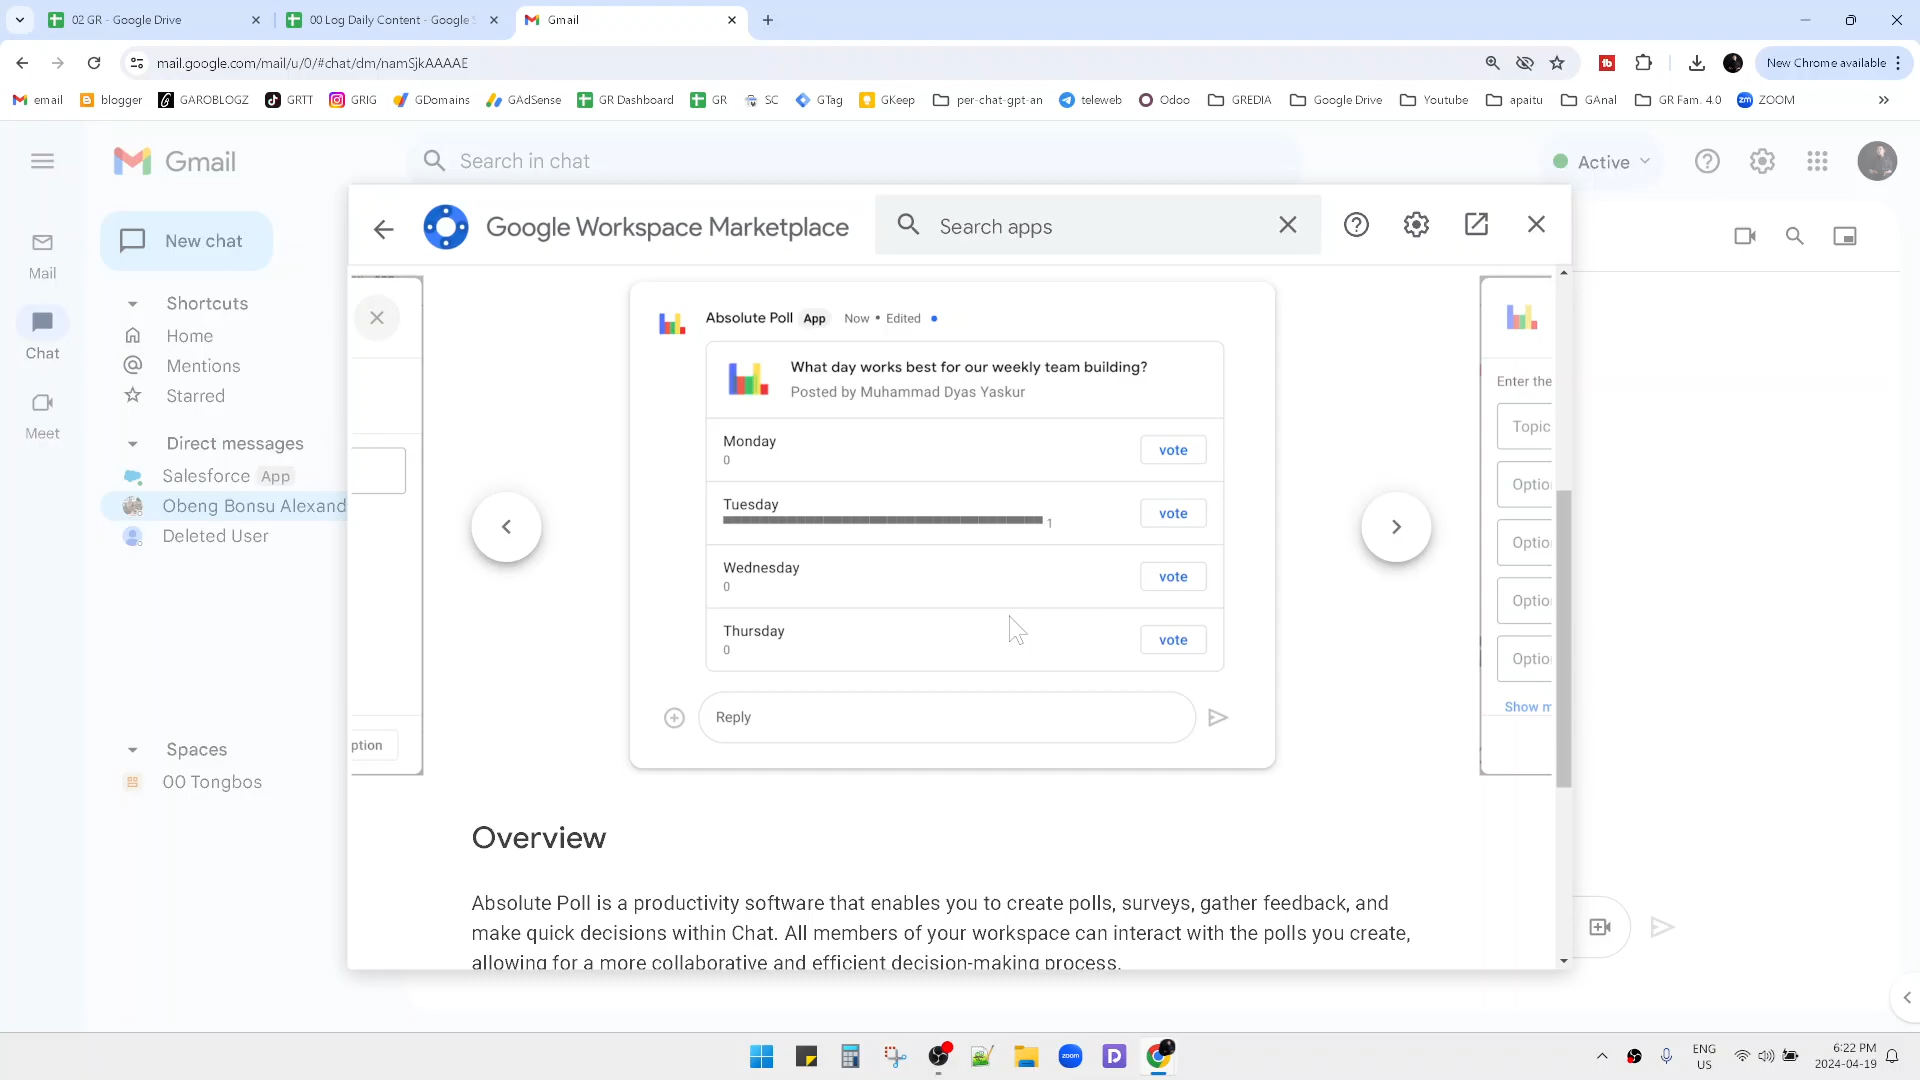 02 GR - Google Drive
00 Log Daily Content - Google S
Gmail
mail.google.com/mail/u/0/#chat/dm/namSjkAAAAE
New Chrome available
email
blogger
GAROBLOGZ
GRTT
GRIG
GDomains
GAdSense
GR Dashboard
GR
SC
GTag
GKeep
per-chat-gpt-an
teleweb
Odoo
GREDIA
Google Drive
Youtube
apaitu
GAnal
GR Fam. 4.0
ZOOM
Gmail
Search in chat
Active
New chat
Mail
Chat
Meet
Shortcuts
Home
Mentions
Starred
Direct messages
Salesforce App
Obeng Bonsu Alexand
Deleted User
Spaces
00 Tongbos
Google Workspace Marketplace
Search apps
ption
Absolute Poll App Now • Edited
What day works best for our weekly team building?
Posted by Muhammad Dyas Yaskur
Monday
0
vote
Tuesday
1
vote
Wednesday
0
vote
Thursday
0
vote
Reply
Enter the
Topic
Optio
Optio
Optio
Optio
Show m
Overview
Absolute Poll is a productivity software that enables you to create polls, surveys, gather feedback, and
make quick decisions within Chat. All members of your workspace can interact with the polls you create,
allowing for a more collaborative and efficient decision-making process.
zoom
ENG
US
6:22 PM
2024-04-19